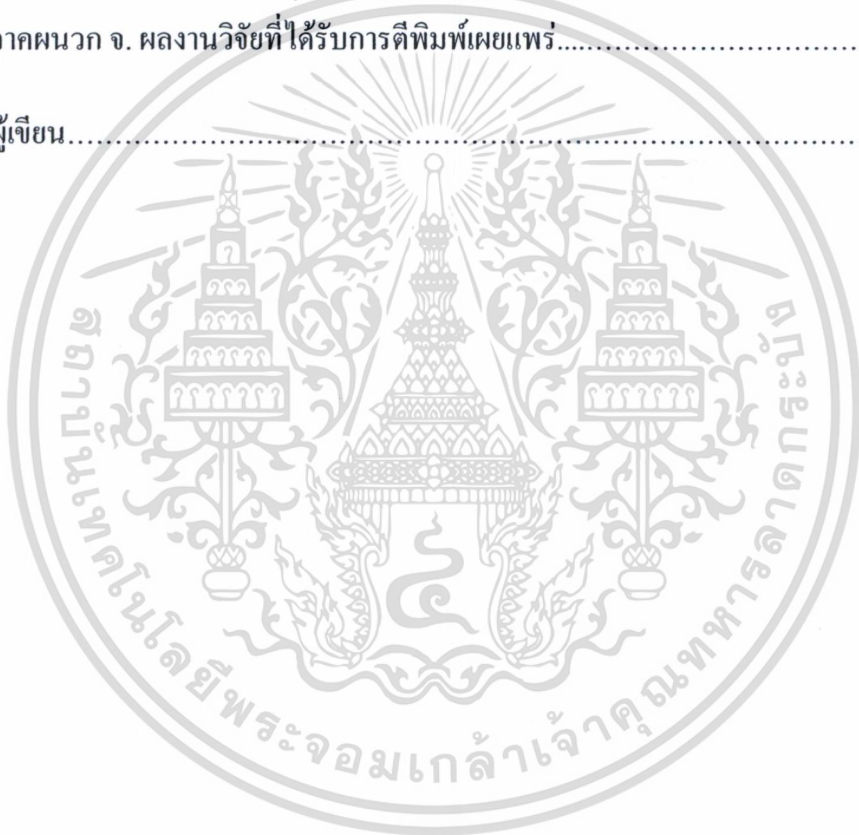 าคผนวก จ. ผลงานวิจัยที่ได้รับการตีพิมพ์เผยแพร่....................................
ผู้เขียน....................................................................................................
สถาบันเทคโนโลยีพระจอมเกล้าเจ้าคุณทหารลาดกระบัง
๔